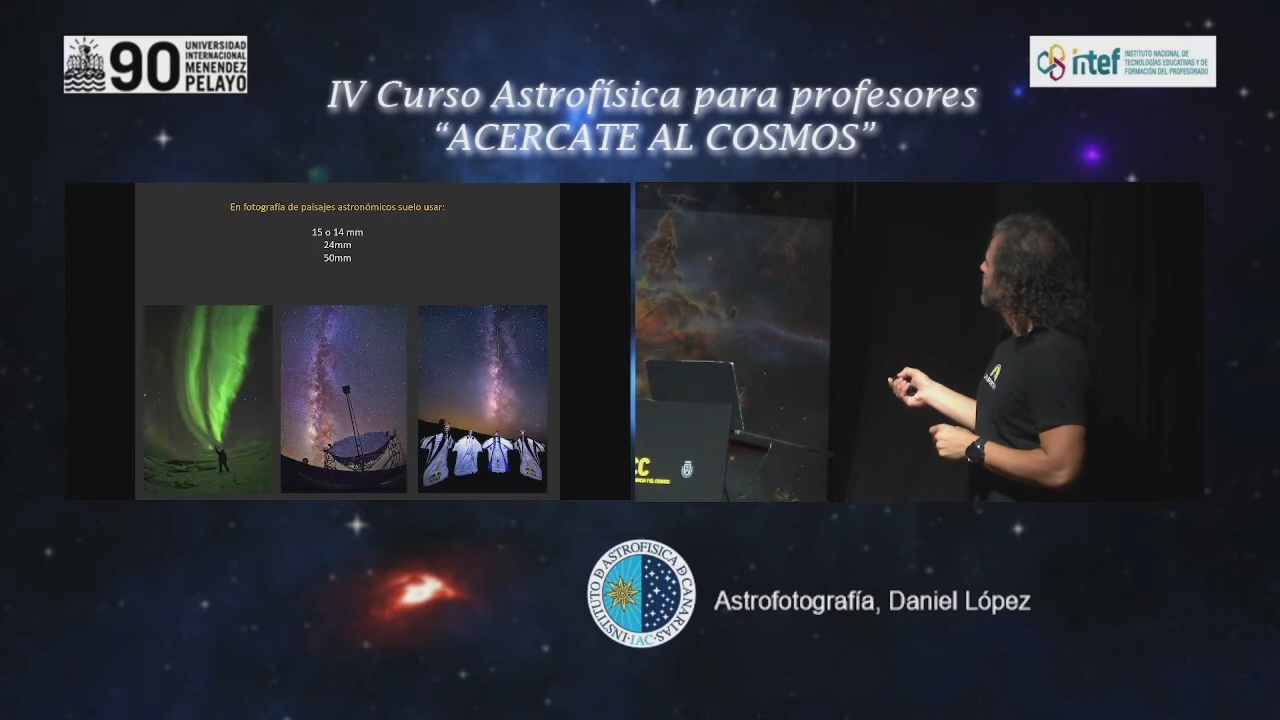 90
UNIVERSIDAD
INTERNACIONAL
MENENDEZ
PELAYO
intef
INSTITUTO NACIONAL DE
TECNOLOGÍAS EDUCATIVAS Y DE
FORMACIÓN DEL PROFESORADO
IV Curso Astrofísica para profesores
“ACERCATE AL COSMOS”
En fotografía de paisajes astronómicos suelo usar:
15 o 14 mm
24mm
50mm
INSTITUTO D ASTROFISICA D CANARIAS
·IAC·
Astrofotografía, Daniel López